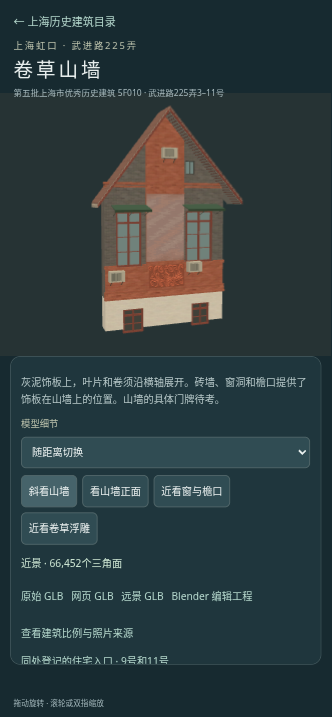 ← 上海历史建筑目录
上海虹口 · 武进路225弄
卷草山墙
第五批上海市优秀历史建筑 5F010 · 武进路225弄3–11号
灰泥饰板上，叶片和卷须沿横轴展开。砖墙、窗洞和檐口提供了
饰板在山墙上的位置。山墙的具体门牌待考。
模型细节
随距离切换
斜看山墙 看山墙正面 近看窗与檐口
近看卷草浮雕
近景 · 66,452个三角面
原始 GLB 网页 GLB 远景 GLB Blender 编辑工程
查看建筑比例与照片来源
同处登记的住宅入口 · 9号和11号
拖动旋转 · 滚轮或双指缩放